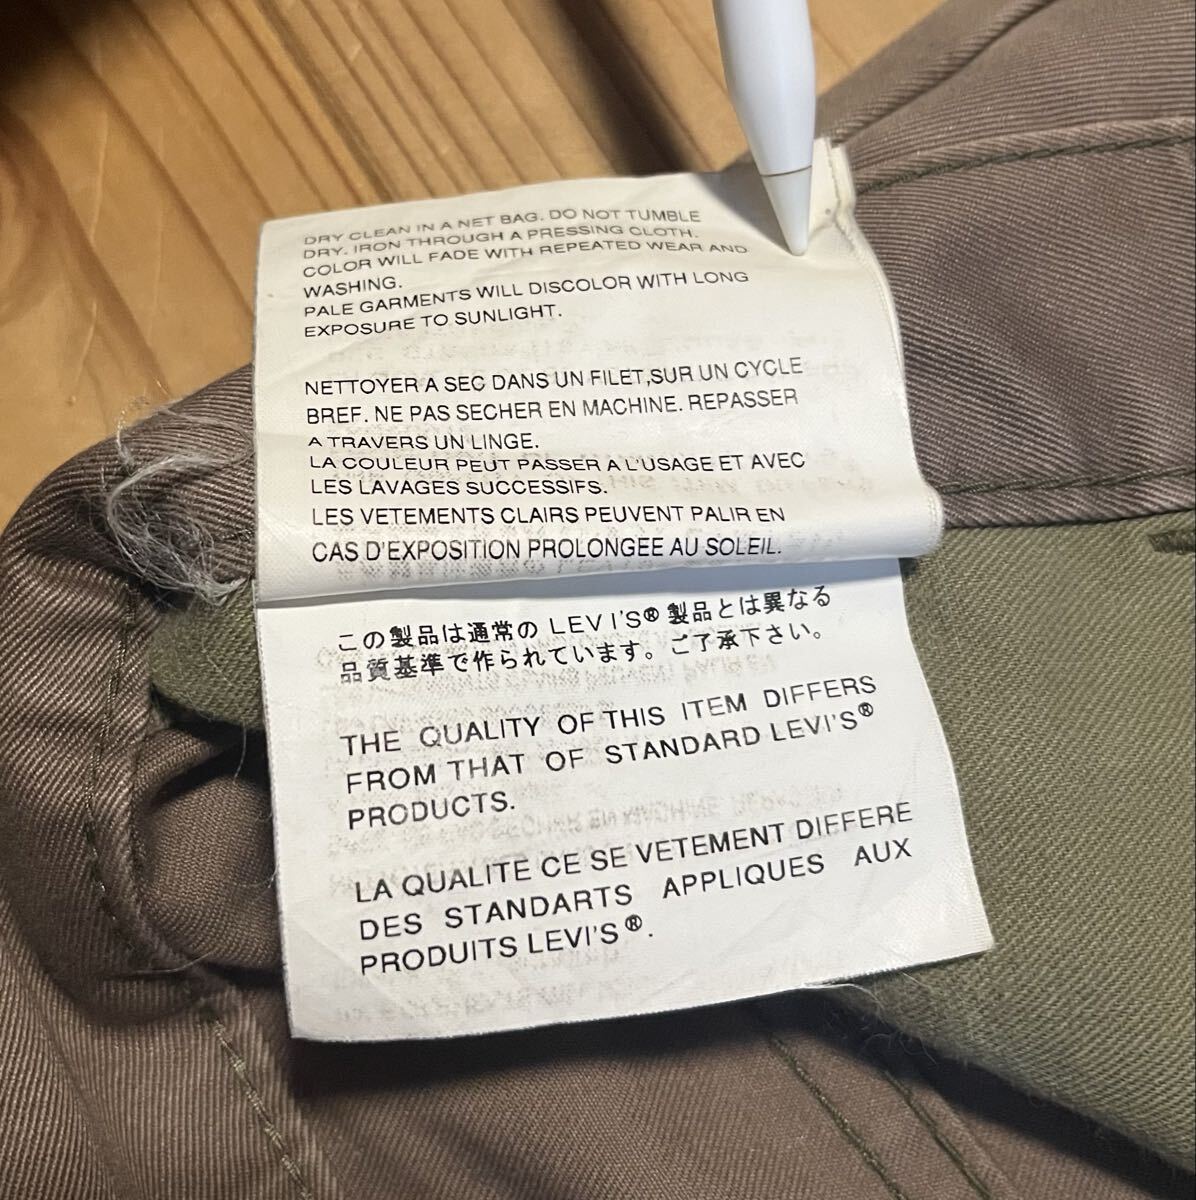 DRY CLEAN IN A NET BAG. DO NOT TUMBLE
DRY. IRON THROUGH A PRESSING CLOTH.
COLOR WILL FADE WITH REPEATED WEAR AND
WASHING.
PALE GARMENTS WILL DISCOLOR WITH LONG
EXPOSURE TO SUNLIGHT.
NETTOYER A SEC DANS UN FILET,SUR UN CYCLE
BREF. NE PAS SECHER EN MACHINE. REPASSER
A TRAVERS UN LINGE.
LA COULEUR PEUT PASSER A L'USAGE ET AVEC
LES LAVAGES SUCCESSIFS.
LES VETEMENTS CLAIRS PEUVENT PALIR EN
CAS D'EXPOSITION PROLONGEE AU SOLEIL.
この製品は通常の LEVI'S® 製品とは異なる
品質基準で作られています。ご了承下さい。
THE QUALITY OF THIS ITEM DIFFERS
FROM THAT OF STANDARD LEVI'S®
PRODUCTS.
LA QUALITE CE SE VETEMENT DIFFERE
DES STANDARTS APPLIQUES AUX
PRODUITS LEVI'S®.